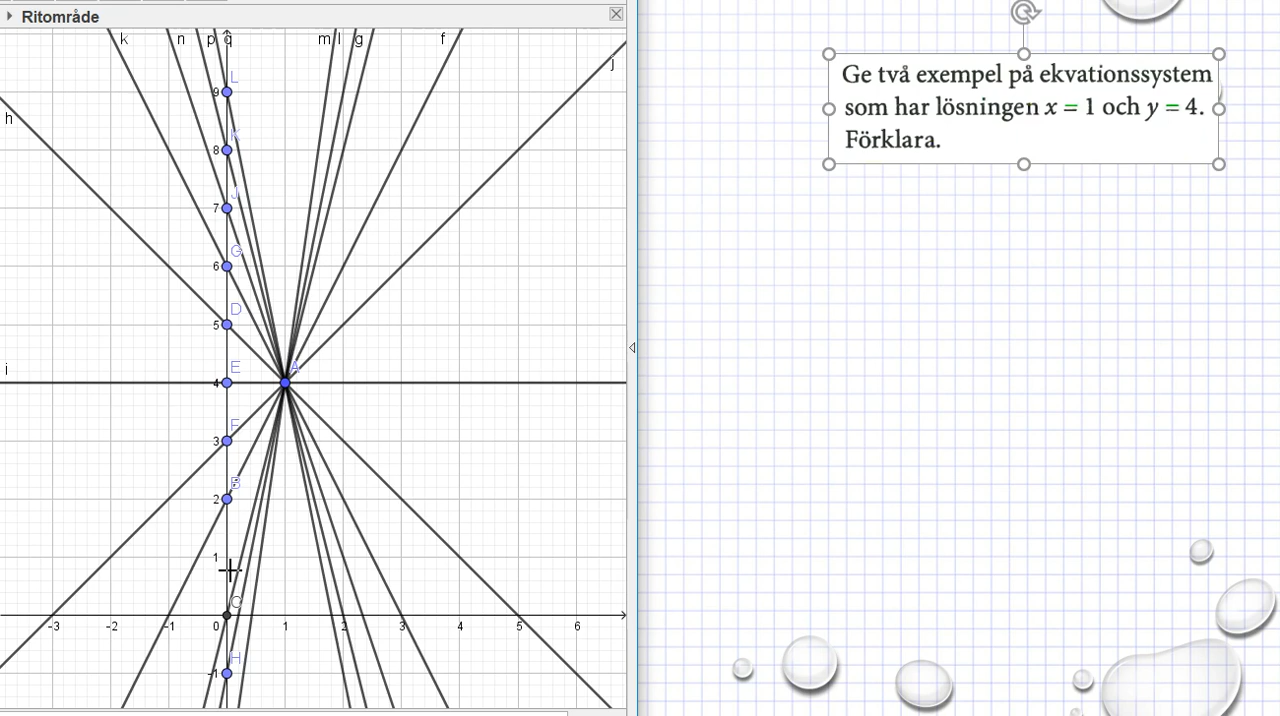 Ritområde
k n p q m l g f
j
h
i
L
K
J
G
D
E
A
F
B
C
H
9
8
7
6
5
4
3
2
1
-1
-3 -2 -1 0 1 2 3 4 5 6
Ge två exempel på ekvationssystem
som har lösningen x = 1 och y = 4.
Förklara.